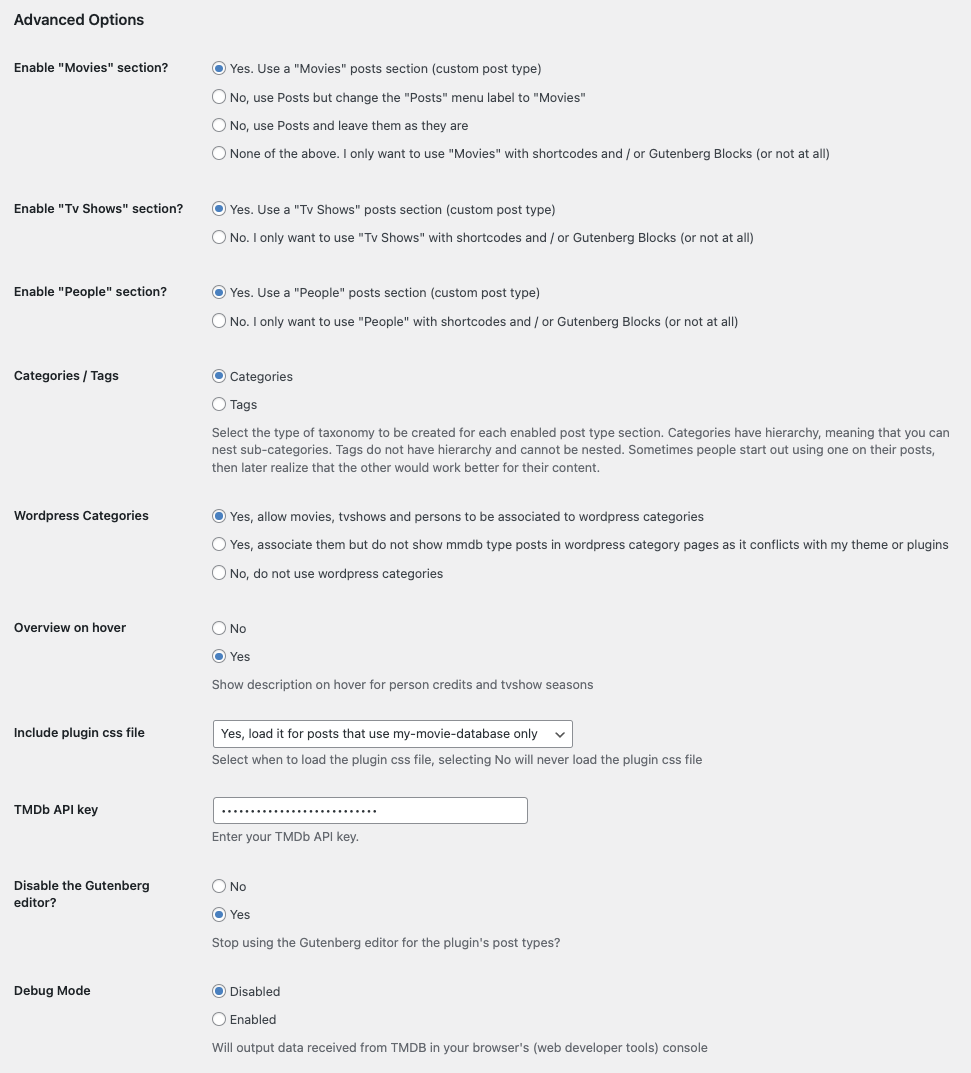 Advanced Options
Enable "Movies" section?
Yes. Use a "Movies" posts section (custom post type)
No, use Posts but change the "Posts" menu label to "Movies"
No, use Posts and leave them as they are
None of the above. I only want to use "Movies" with shortcodes and / or Gutenberg Blocks (or not at all)
Enable "Tv Shows" section?
Yes. Use a "Tv Shows" posts section (custom post type)
No. I only want to use "Tv Shows" with shortcodes and / or Gutenberg Blocks (or not at all)
Enable "People" section?
Yes. Use a "People" posts section (custom post type)
No. I only want to use "People" with shortcodes and / or Gutenberg Blocks (or not at all)
Categories / Tags
Categories
Tags
Select the type of taxonomy to be created for each enabled post type section. Categories have hierarchy, meaning that you can
nest sub-categories. Tags do not have hierarchy and cannot be nested. Sometimes people start out using one on their posts,
then later realize that the other would work better for their content.
Wordpress Categories
Yes, allow movies, tvshows and persons to be associated to wordpress categories
Yes, associate them but do not show mmdb type posts in wordpress category pages as it conflicts with my theme or plugins
No, do not use wordpress categories
Overview on hover
No
Yes
Show description on hover for person credits and tvshow seasons
Include plugin css file
Yes, load it for posts that use my-movie-database only
Select when to load the plugin css file, selecting No will never load the plugin css file
TMDb API key
Enter your TMDb API key.
Disable the Gutenberg
editor?
No
Yes
Stop using the Gutenberg editor for the plugin's post types?
Debug Mode
Disabled
Enabled
Will output data received from TMDB in your browser's (web developer tools) console